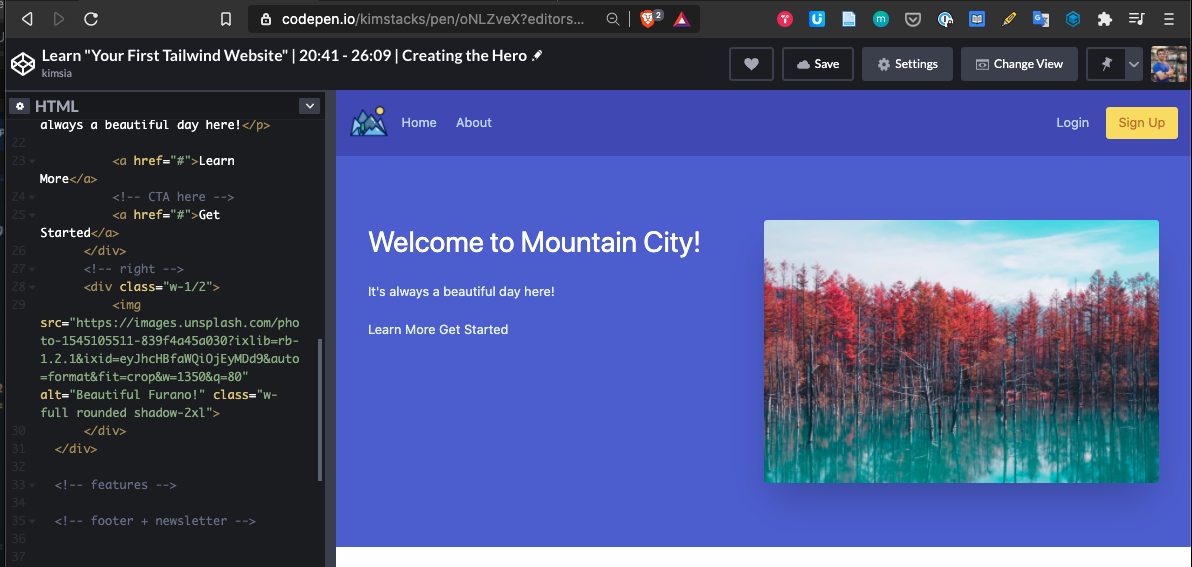 codepen.io/kimstacks/pen/oNLZveX?editors...
2
Learn "Your First Tailwind Website" | 20:41 - 26:09 | Creating the Hero
kimsia
Save
Settings
Change View
HTML
always a beautiful day here!</p>
22
23 <a href="#">Learn
More</a>
24 <!-- CTA here -->
25 <a href="#">Get
Started</a>
26 </div>
27 <!-- right -->
28 <div class="w-1/2">
29 <img
src="https://images.unsplash.com/pho
to-1545105511-839f4a45a030?ixlib=rb-
1.2.1&ixid=eyJhcHBfaWQiOjEyMDd9&auto
=format&fit=crop&w=1350&q=80"
alt="Beautiful Furano!" class="w-
full rounded shadow-2xl">
30 </div>
31 </div>
32
33 <!-- features -->
34
35 <!-- footer + newsletter -->
36
37
Home
About
Login
Sign Up
Welcome to Mountain City!
It's always a beautiful day here!
Learn More Get Started